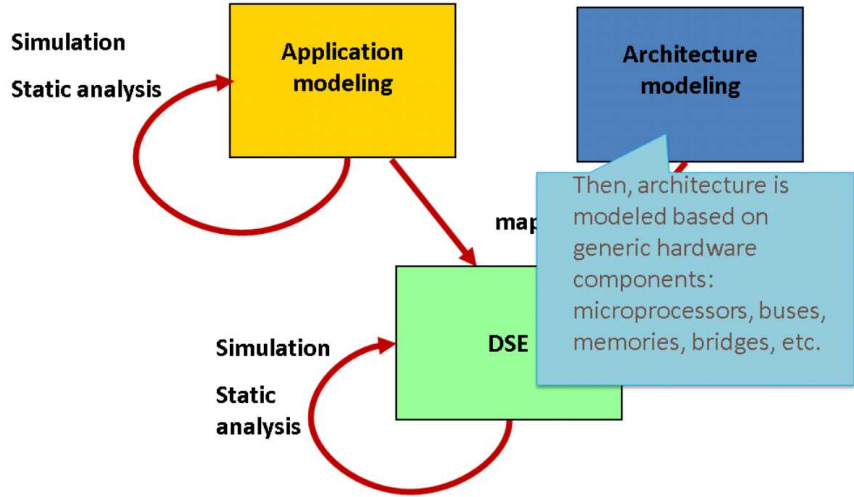 Simulation
Static analysis
Application
modeling
Architecture
modeling
Then, architecture is
modeled based on
generic hardware
components:
microprocessors, buses,
memories, bridges, etc.
DSE
Simulation
Static
analysis